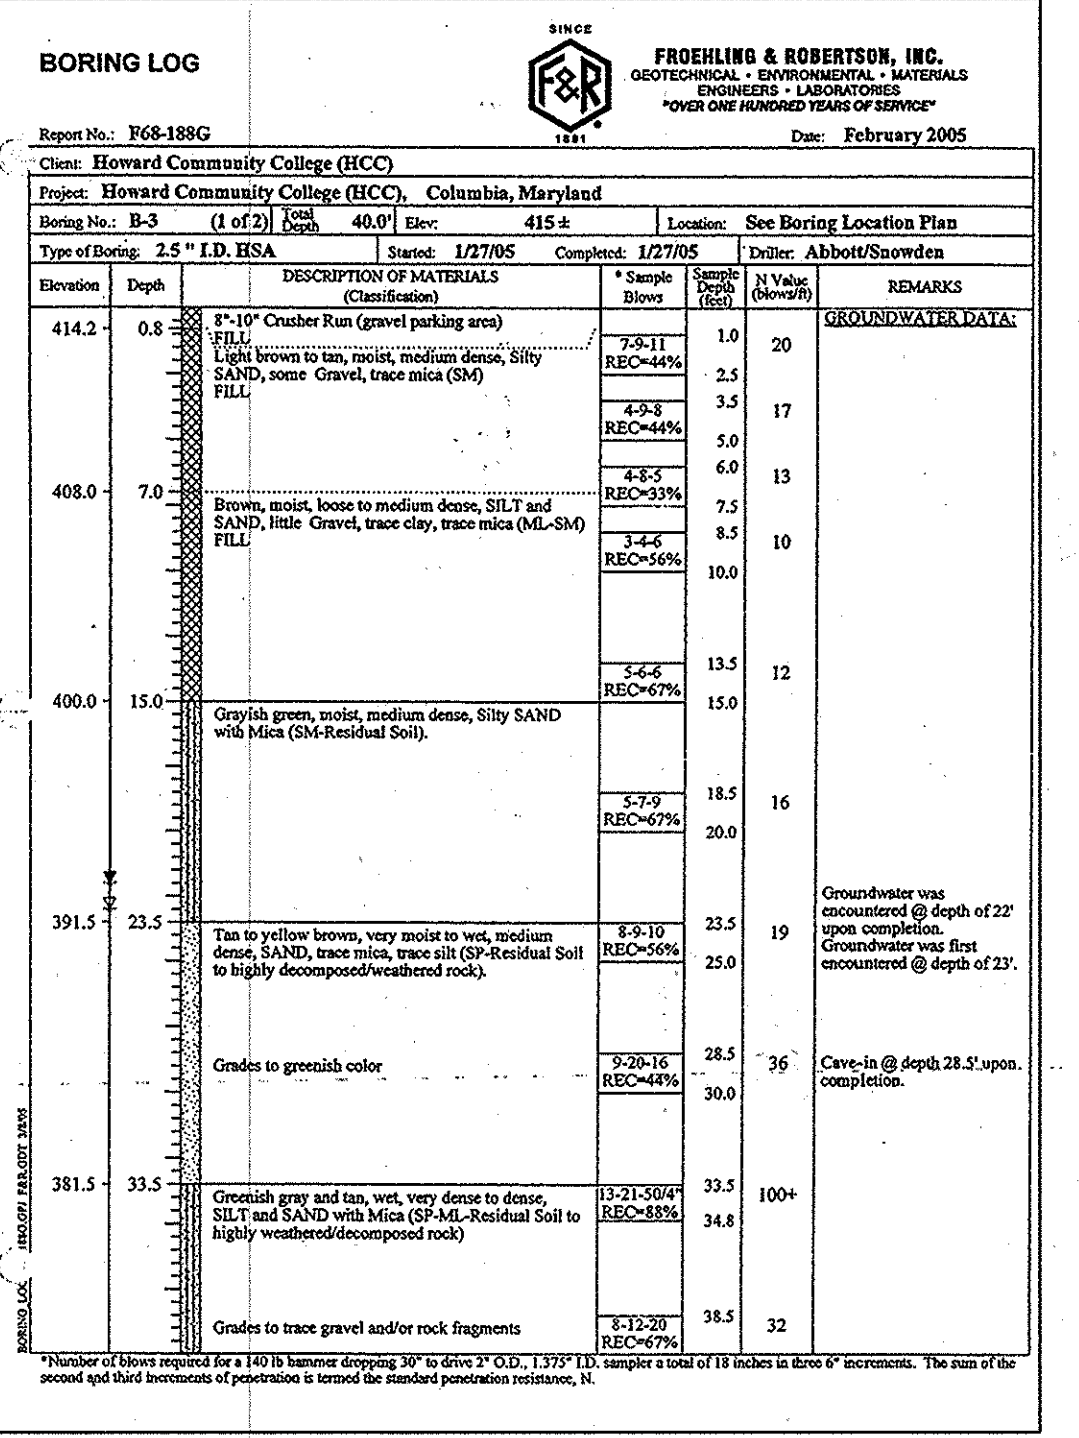 SINCE
BORING LOG
F&R
1881
FROEHLING & ROBERTSON, INC.
GEOTECHNICAL • ENVIRONMENTAL • MATERIALS
ENGINEERS • LABORATORIES
"OVER ONE HUNDRED YEARS OF SERVICE"
Report No.: F68-188G
Date: February 2005
Client: Howard Community College (HCC)
Project: Howard Community College (HCC), Columbia, Maryland
Boring No.: B-3 (1 of 2) Total Depth 40.0' Elev: 415 ± Location: See Boring Location Plan
Type of Boring: 2.5 " I.D. HSA Started: 1/27/05 Completed: 1/27/05 Driller: Abbott/Snowden
Elevation Depth DESCRIPTION OF MATERIALS (Classification) * Sample Blows Sample Depth (feet) N Value (blows/ft) REMARKS
GROUNDWATER DATA:
414.2 0.8 8"-10" Crusher Run (gravel parking area)
FILL
Light brown to tan, moist, medium dense, Silty
SAND, some Gravel, trace mica (SM)
FILL
7-9-11 1.0 20
REC=44% 2.5
4-9-8 3.5 17
REC=44% 5.0
4-8-5 6.0 13
REC=33% 7.5
408.0 7.0
Brown, moist, loose to medium dense, SILT and
SAND, little Gravel, trace clay, trace mica (ML-SM)
FILL
3-4-6 8.5 10
REC=56% 10.0
5-6-6 13.5 12
REC=67% 15.0
400.0 15.0
Grayish green, moist, medium dense, Silty SAND
with Mica (SM-Residual Soil).
5-7-9 18.5 16
REC=67% 20.0
Groundwater was
encountered @ depth of 22'
upon completion.
Groundwater was first
encountered @ depth of 23'.
391.5 23.5
Tan to yellow brown, very moist to wet, medium
dense, SAND, trace mica, trace silt (SP-Residual Soil
to highly decomposed/weathered rock).
8-9-10 23.5 19
REC=56% 25.0
Grades to greenish color
9-20-16 28.5 36
REC=44% 30.0
Cave-in @ depth 28.5' upon
completion.
381.5 33.5
Greenish gray and tan, wet, very dense to dense,
SILT and SAND with Mica (SP-ML-Residual Soil to
highly weathered/decomposed rock)
13-21-50/4" 33.5 100+
REC=88% 34.8
Grades to trace gravel and/or rock fragments
8-12-20 38.5 32
REC=67%
BORING LOG 188G.GPJ F&R.GDT 3/8/05
*Number of blows required for a 140 lb hammer dropping 30" to drive 2" O.D., 1.375" I.D. sampler a total of 18 inches in three 6" increments. The sum of the
second and third increments of penetration is termed the standard penetration resistance, N.